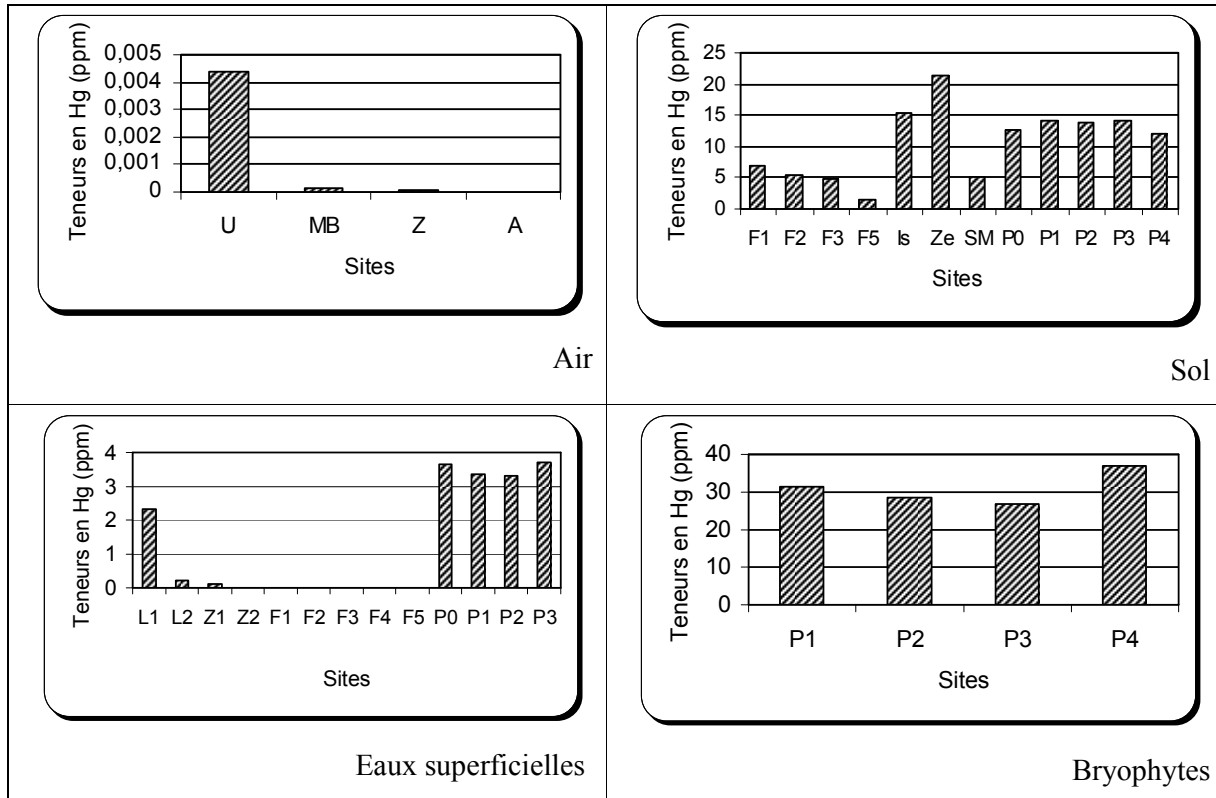 Teneurs en Hg (ppm)
0,005
0,004
0,003
0,002
0,001
0
U MB Z A
Sites
Air
Teneurs en Hg (ppm)
25
20
15
10
5
0
F1 F2 F3 F5 Is Ze SM P0 P1 P2 P3 P4
Sites
Sol
Teneurs en Hg (ppm)
4
3
2
1
0
L1 L2 Z1 Z2 F1 F2 F3 F4 F5 P0 P1 P2 P3
Sites
Eaux superficielles
Teneurs en Hg (ppm)
40
30
20
10
0
P1 P2 P3 P4
Sites
Bryophytes